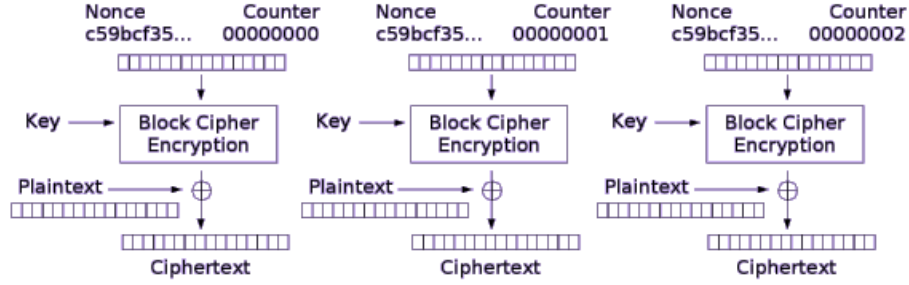 Nonce Counter Nonce Counter Nonce Counter
c59bcf35... 00000000 c59bcf35... 00000001 c59bcf35... 00000002
Key Block Cipher Encryption Key Block Cipher Encryption Key Block Cipher Encryption
Plaintext Plaintext Plaintext
Ciphertext Ciphertext Ciphertext